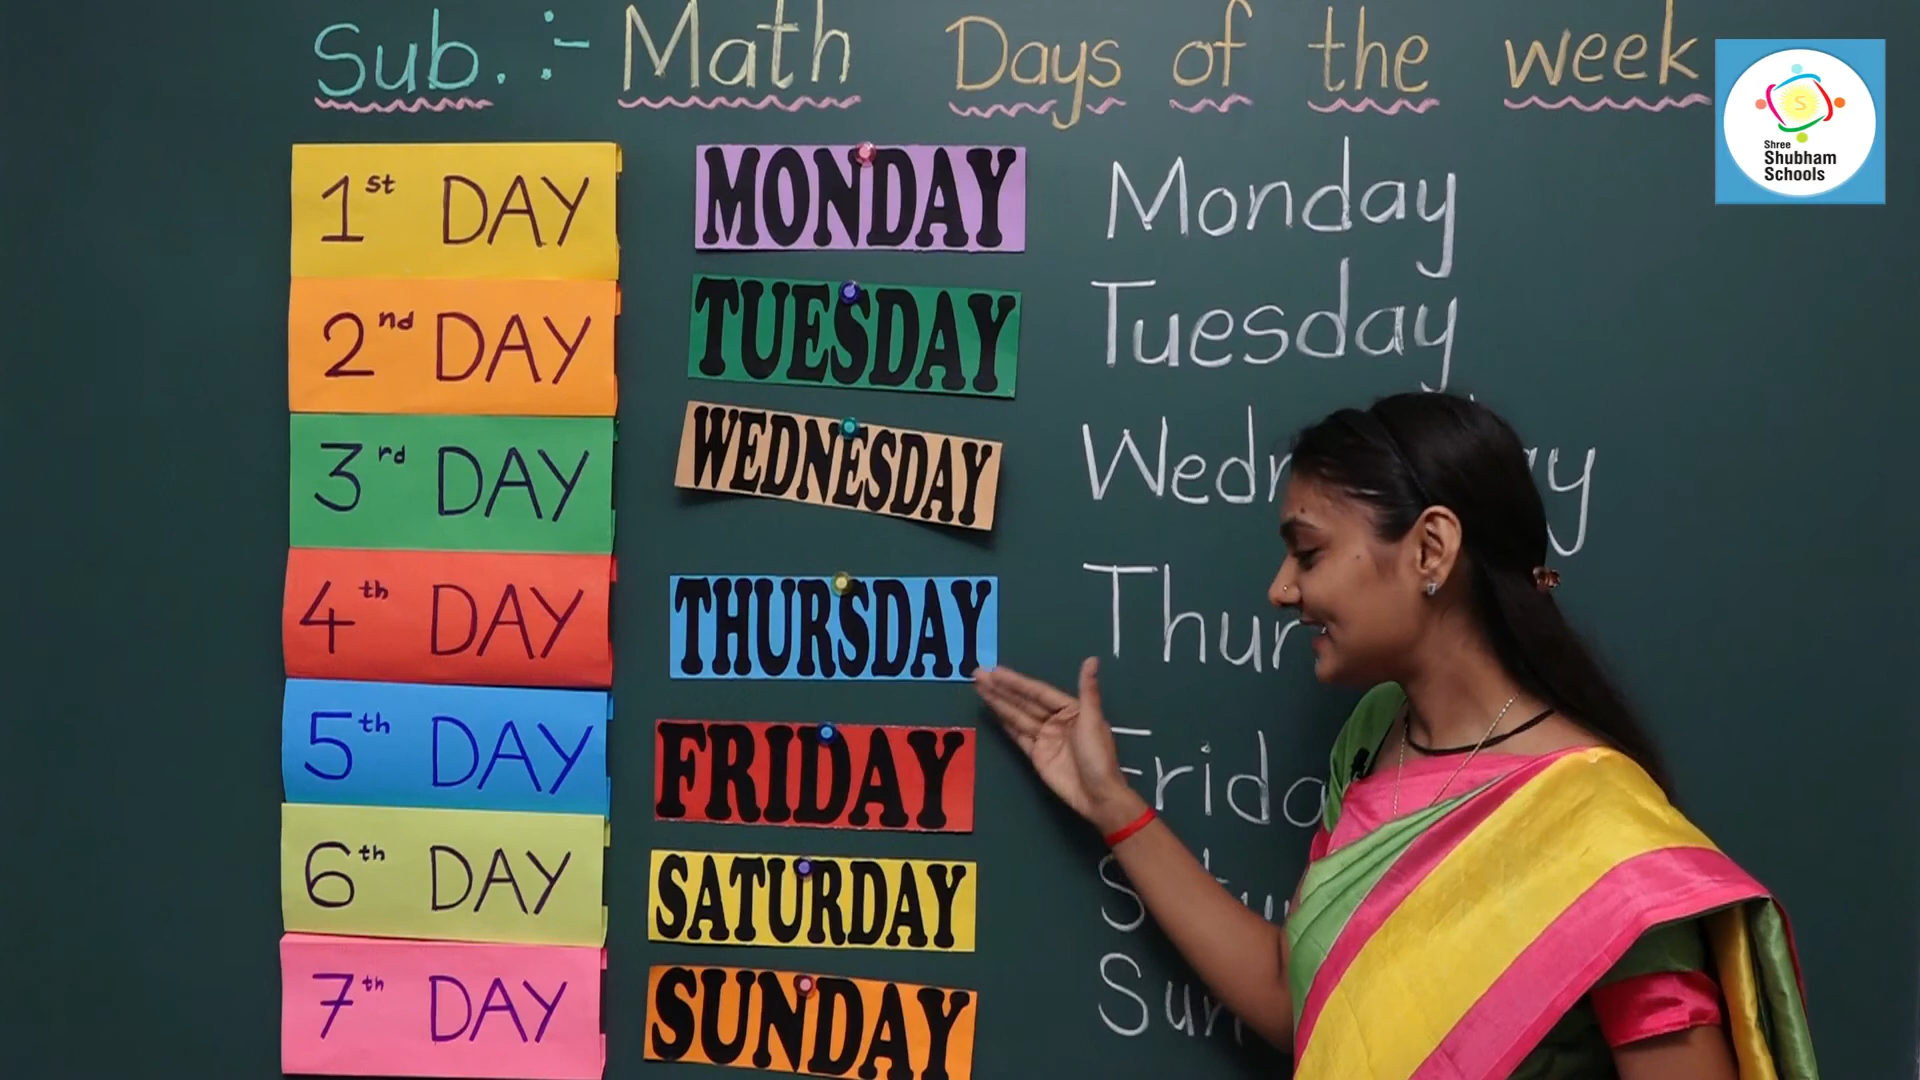 Sub. :- Math Days of the week
Shree
Shubham
Schools
1st DAY MONDAY Monday
2nd DAY TUESDAY Tuesday
3rd DAY WEDNESDAY
4th DAY THURSDAY
5th DAY FRIDAY
6th DAY SATURDAY
7th DAY SUNDAY